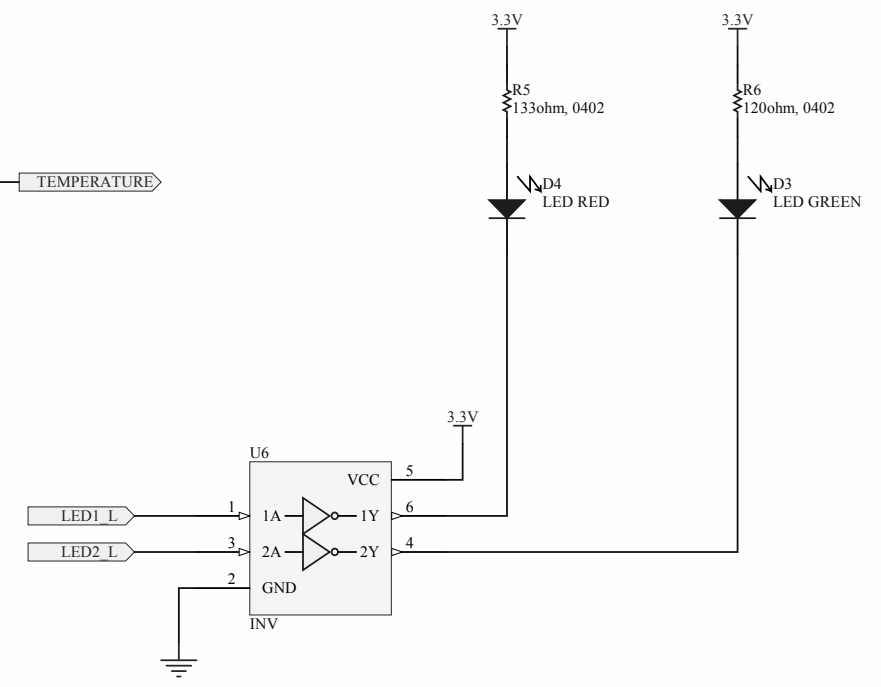 3.3V
3.3V
R5
133ohm, 0402
R6
120ohm, 0402
TEMPERATURE
D4
LED RED
D3
LED GREEN
3.3V
U6
VCC
5
LED1_L
1
1A
1Y
6
LED2_L
3
2A
2Y
4
2
GND
INV